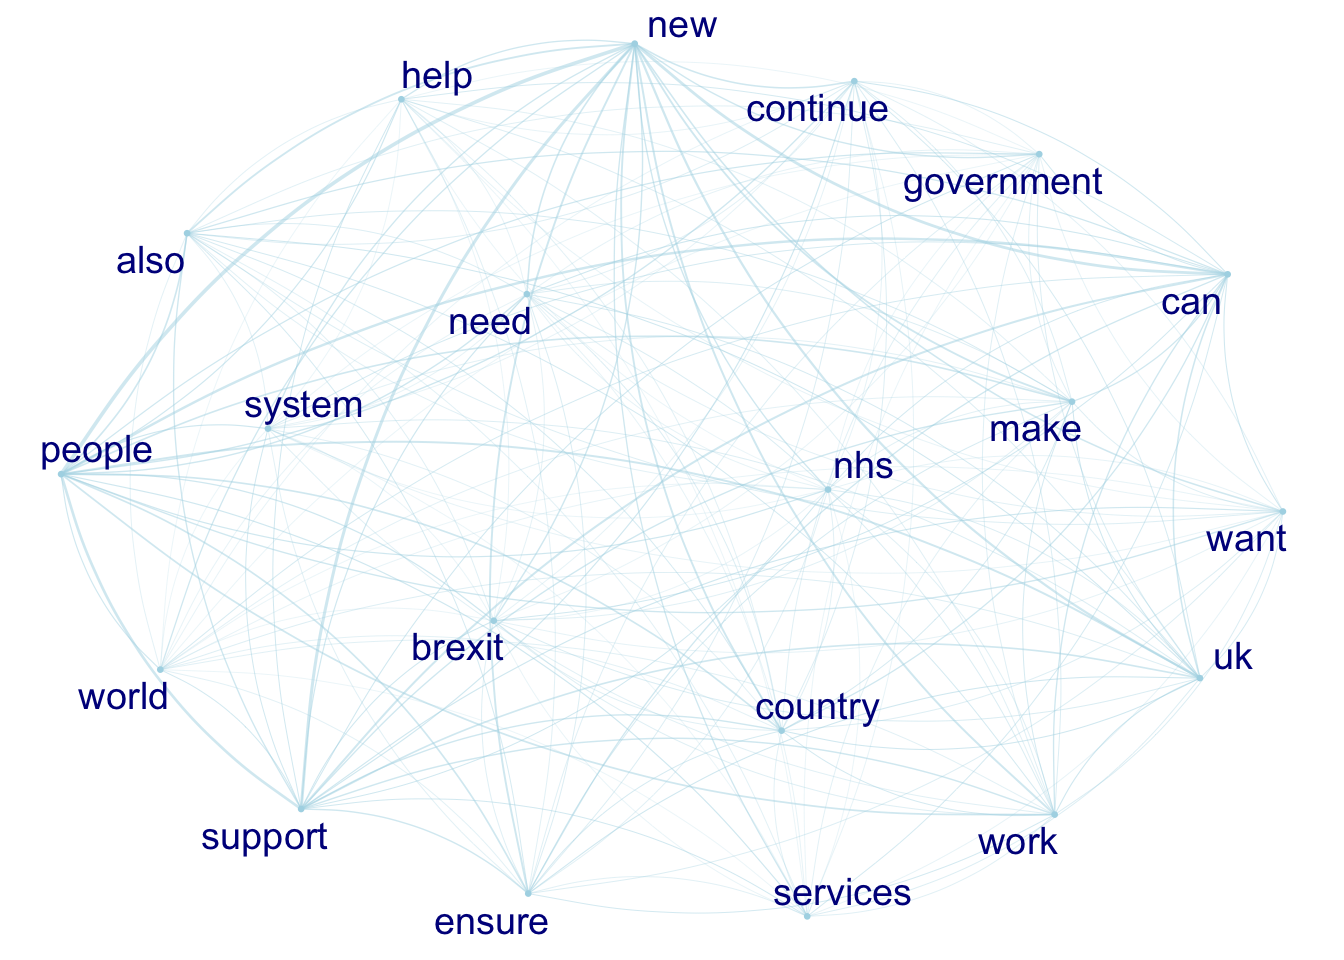 new
help
continue
government
also
can
need
system
people
make
nhs
want
brexit
uk
world
country
support
work
services
ensure